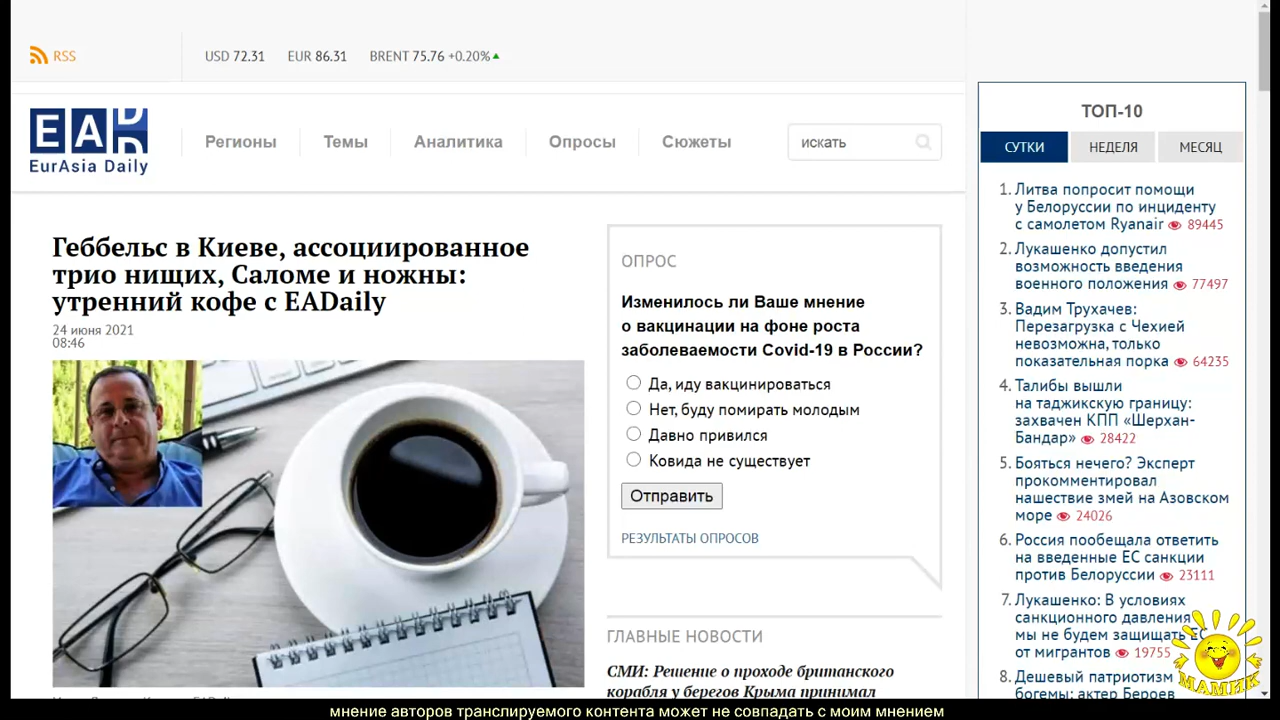 RSS
USD 72.31 EUR 86.31 BRENT 75.76 +0.20%
EAD
EurAsia Daily
Регионы Темы Аналитика Опросы Сюжеты искать
Геббельс в Киеве, ассоциированное
трио нищих, Саломе и ножны:
утренний кофе с EADaily
24 июня 2021
08:46
ОПРОС
Изменилось ли Ваше мнение
о вакцинации на фоне роста
заболеваемости Covid-19 в России?
Да, иду вакцинироваться
Нет, буду помирать молодым
Давно привился
Ковида не существует
Отправить
РЕЗУЛЬТАТЫ ОПРОСОВ
ГЛАВНЫЕ НОВОСТИ
СМИ: Решение о проходе британского
корабля у берегов Крыма принимал
ТОП-10
СУТКИ НЕДЕЛЯ МЕСЯЦ
1. Литва попросит помощи
у Белоруссии по инциденту
с самолетом Ryanair 89445
2. Лукашенко допустил
возможность введения
военного положения 77497
3. Вадим Трухачев:
Перезагрузка с Чехией
невозможна, только
показательная порка 64235
4. Талибы вышли
на таджикскую границу:
захвачен КПП «Шерхан-
Бандар» 28422
5. Бояться нечего? Эксперт
прокомментировал
нашествие змей на Азовском
море 24026
6. Россия пообещала ответить
на введенные ЕС санкции
против Белоруссии 23111
7. Лукашенко: В условиях
санкционного давления
мы не будем защищать ЕС
от мигрантов 19755
8. Дешевый патриотизм
богемы: актер Бероев
МАМИК
мнение авторов транслируемого контента может не совпадать с моим мнением